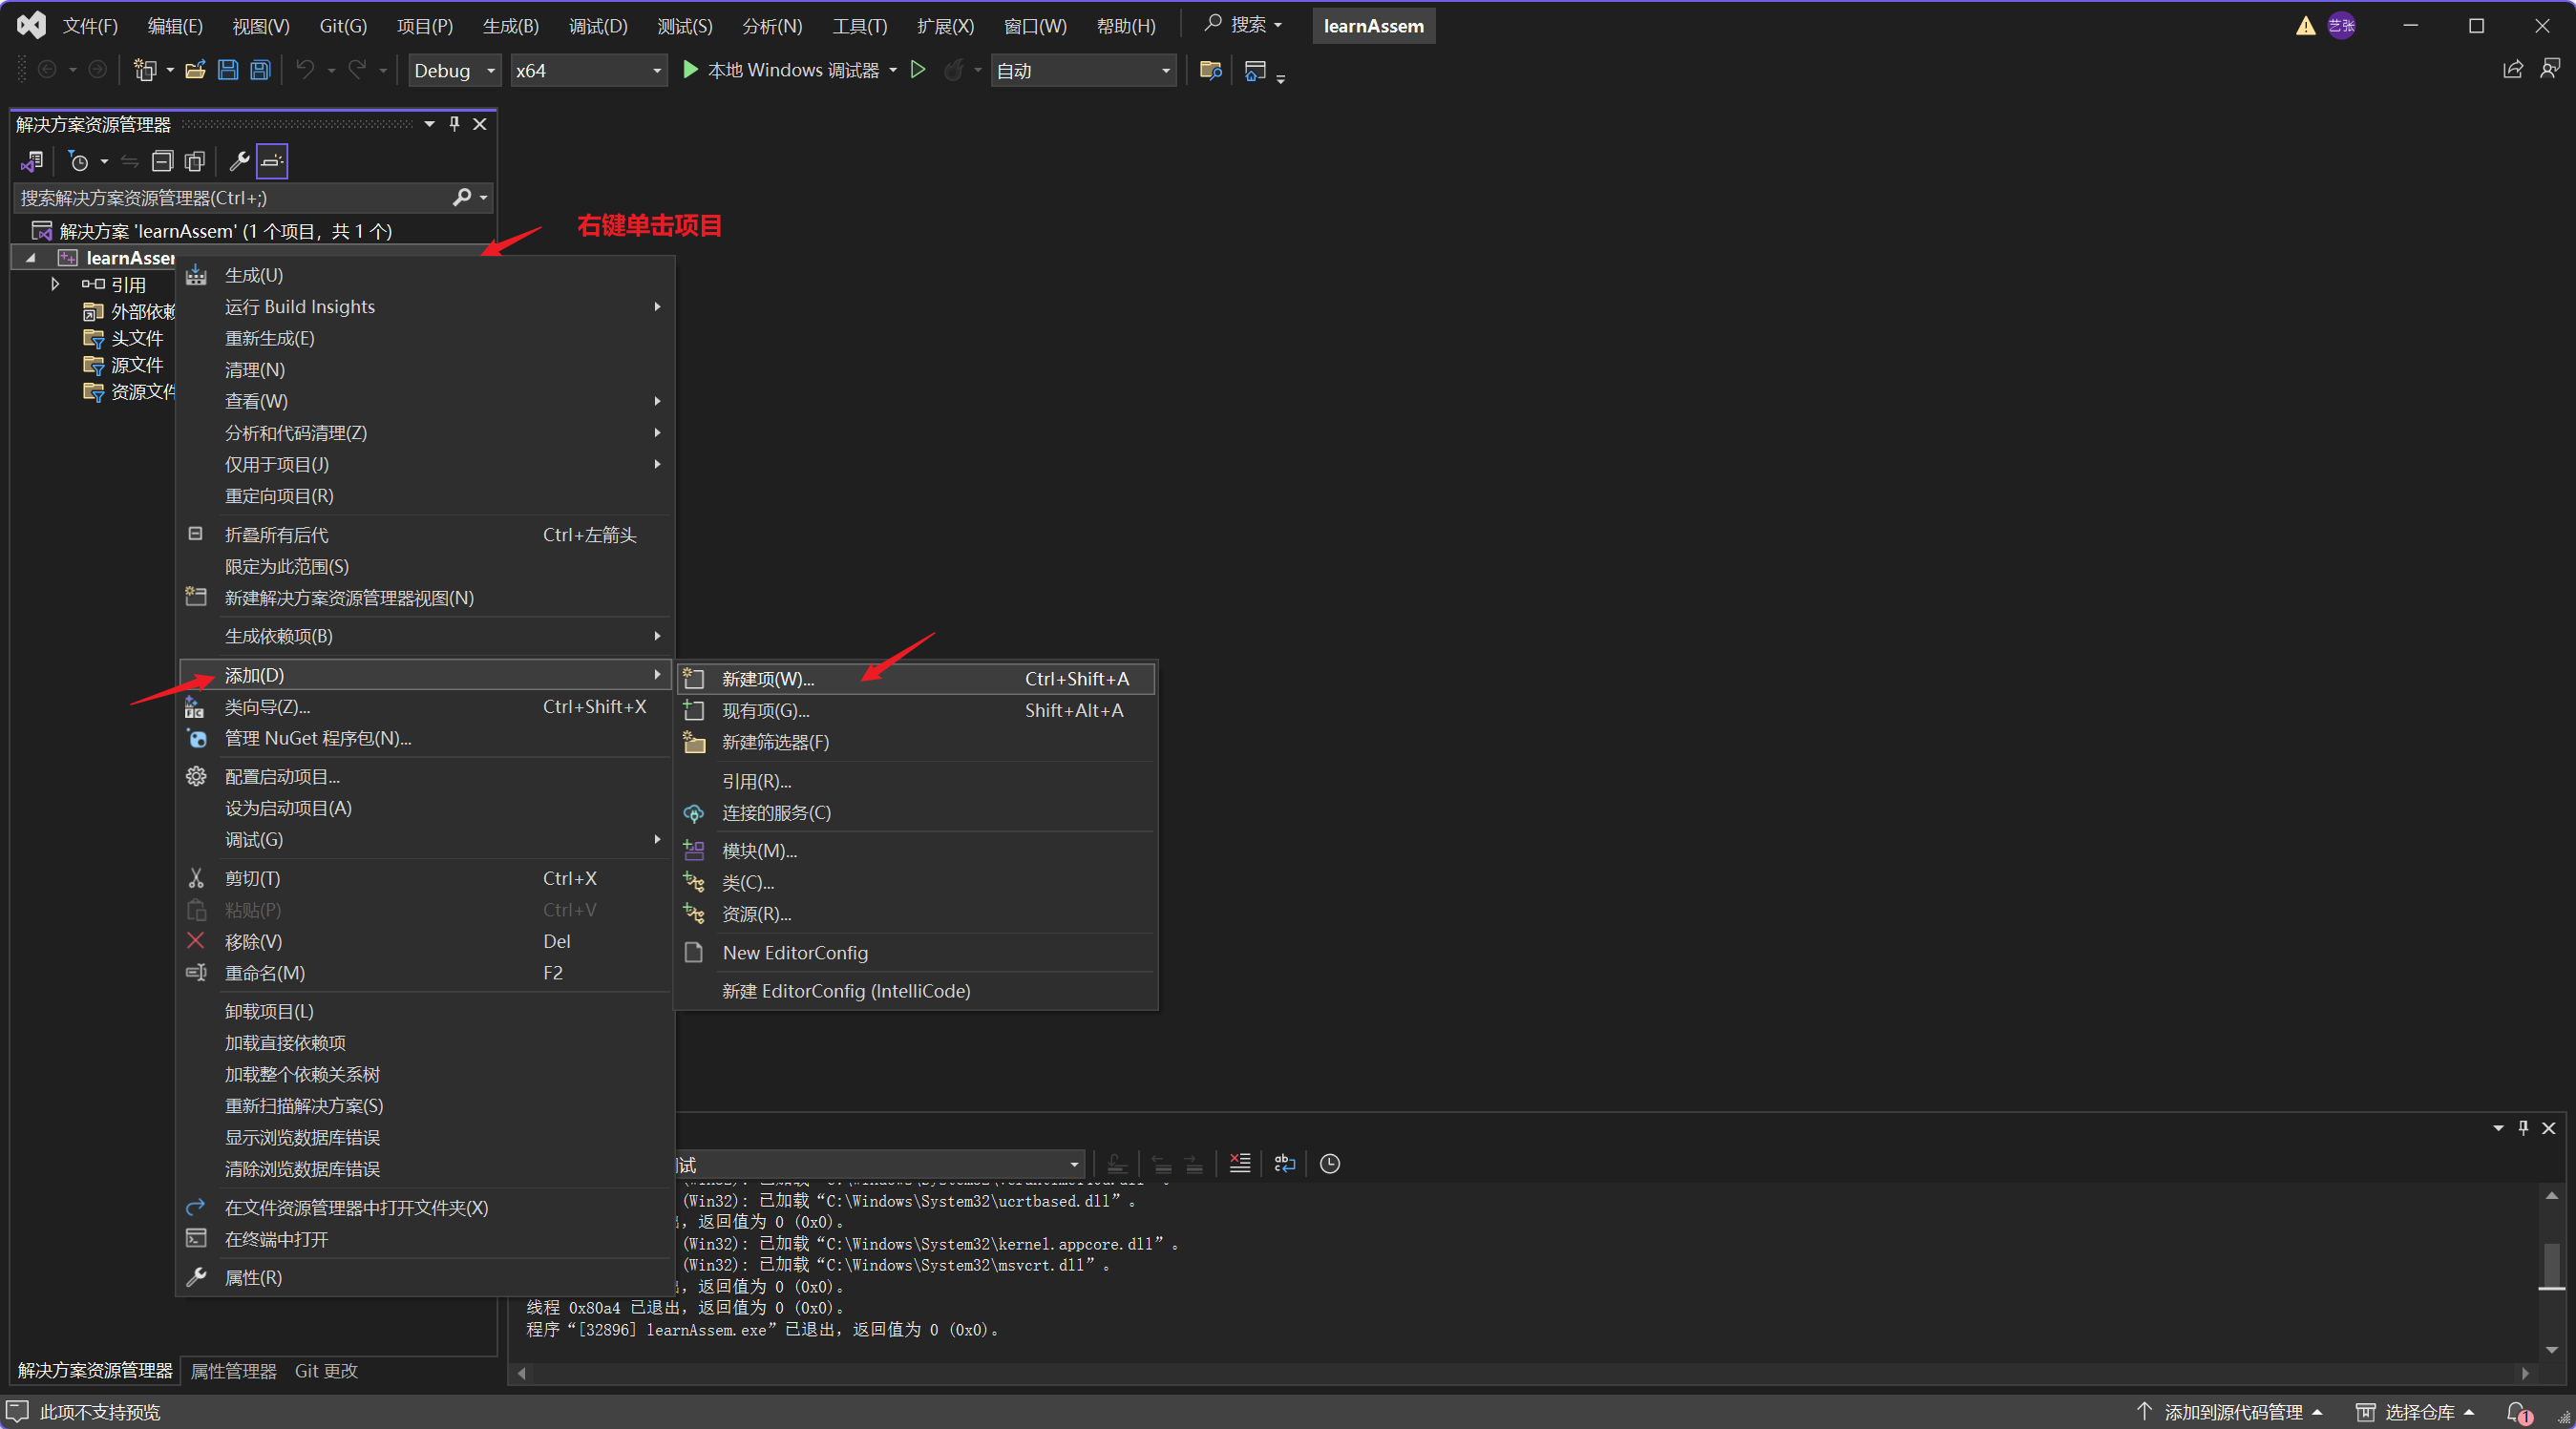 文件(F) 编辑(E) 视图(V) Git(G) 项目(P) 生成(B) 调试(D) 测试(S) 分析(N) 工具(T) 扩展(X) 窗口(W) 帮助(H) 搜索 learnAssem 艺张
Debug x64 本地 Windows 调试器 自动
解决方案资源管理器
搜索解决方案资源管理器(Ctrl+;)
右键单击项目
解决方案 'learnAssem' (1 个项目，共 1 个)
learnAssem
引用
外部依赖
头文件
源文件
资源文件
生成(U)
运行 Build Insights
重新生成(E)
清理(N)
查看(W)
分析和代码清理(Z)
仅用于项目(J)
重定向项目(R)
折叠所有后代 Ctrl+左箭头
限定为此范围(S)
新建解决方案资源管理器视图(N)
生成依赖项(B)
添加(D)
类向导(Z)... Ctrl+Shift+X
管理 NuGet 程序包(N)...
配置启动项目...
设为启动项目(A)
调试(G)
剪切(T) Ctrl+X
粘贴(P) Ctrl+V
移除(V) Del
重命名(M) F2
卸载项目(L)
加载直接依赖项
加载整个依赖关系树
重新扫描解决方案(S)
显示浏览数据库错误
清除浏览数据库错误
在文件资源管理器中打开文件夹(X)
在终端中打开
属性(R)
新建项(W)... Ctrl+Shift+A
现有项(G)... Shift+Alt+A
新建筛选器(F)
引用(R)...
连接的服务(C)
模块(M)...
类(C)...
资源(R)...
New EditorConfig
新建 EditorConfig (IntelliCode)
试
(Win32): 已加载“C:\Windows\System32\ucrtbased.dll”。
，返回值为 0 (0x0)。
(Win32): 已加载“C:\Windows\System32\kernel.appcore.dll”。
(Win32): 已加载“C:\Windows\System32\msvcrt.dll”。
，返回值为 0 (0x0)。
线程 0x80a4 已退出，返回值为 0 (0x0)。
程序“[32896] learnAssem.exe”已退出，返回值为 0 (0x0)。
解决方案资源管理器 属性管理器 Git 更改
此项不支持预览 添加到源代码管理 选择仓库 1